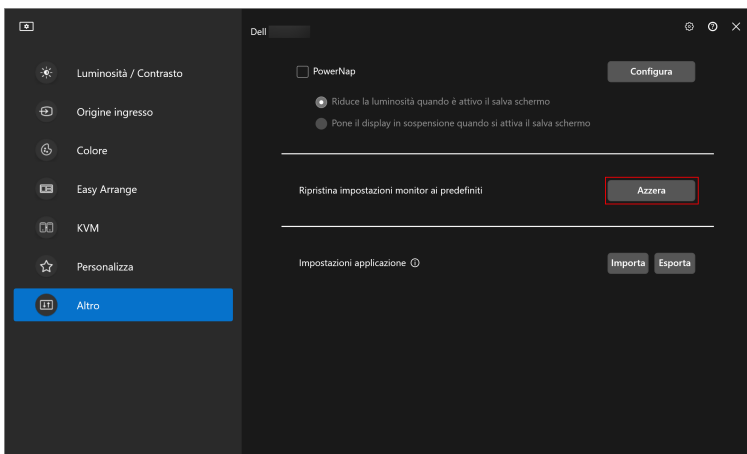 Dell
Luminosità / Contrasto
Origine ingresso
Colore
Easy Arrange
KVM
Personalizza
Altro
PowerNap
Configura
Riduce la luminosità quando è attivo il salva schermo
Pone il display in sospensione quando si attiva il salva schermo
Ripristina impostazioni monitor ai predefiniti
Azzera
Impostazioni applicazione
Importa
Esporta